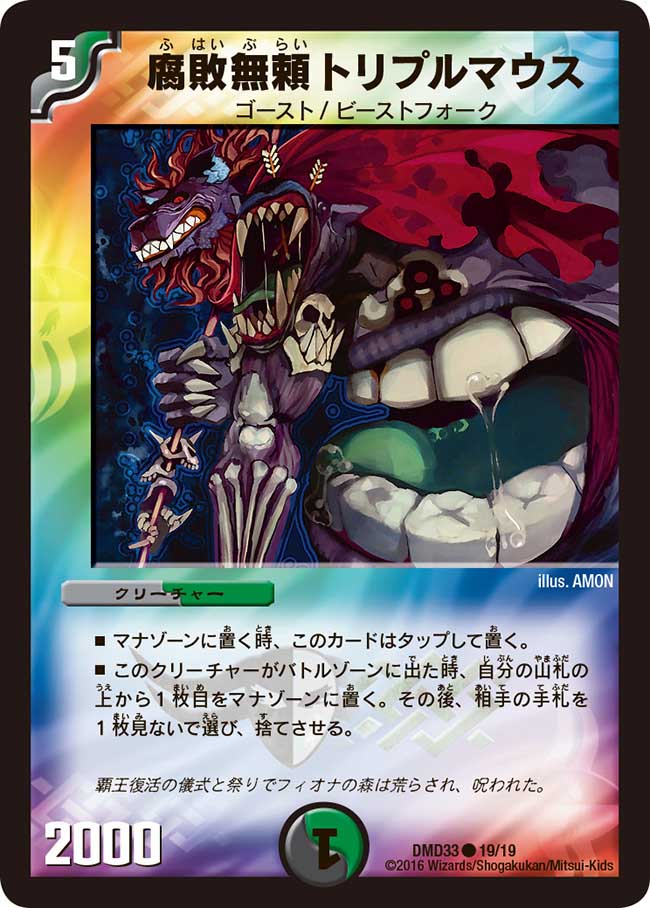 5
ふはいぶらい
腐敗無頼トリプルマウス
ゴースト / ビーストフォーク
illus. AMON
クリーチャー
■ マナゾーンに置く時、このカードはタップして置く。
■ このクリーチャーがバトルゾーンに出た時、自分の山札の
上から1枚目をマナゾーンに置く。その後、相手の手札を
1枚見ないで選び、捨てさせる。
覇王復活の儀式と祭りでフィオナの森は荒らされ、呪われた。
2000
1
DMD33 ● 19/19
©2016 Wizards/Shogakukan/Mitsui-Kids